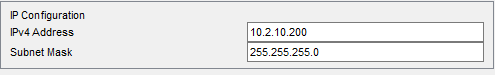 IP Configuration
IPv4 Address 10.2.10.200
Subnet Mask 255.255.255.0